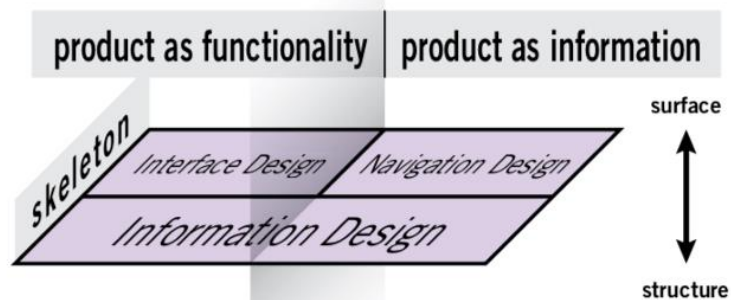 product as functionality
product as information
surface
skeleton
Interface Design
Navigation Design
Information Design
structure